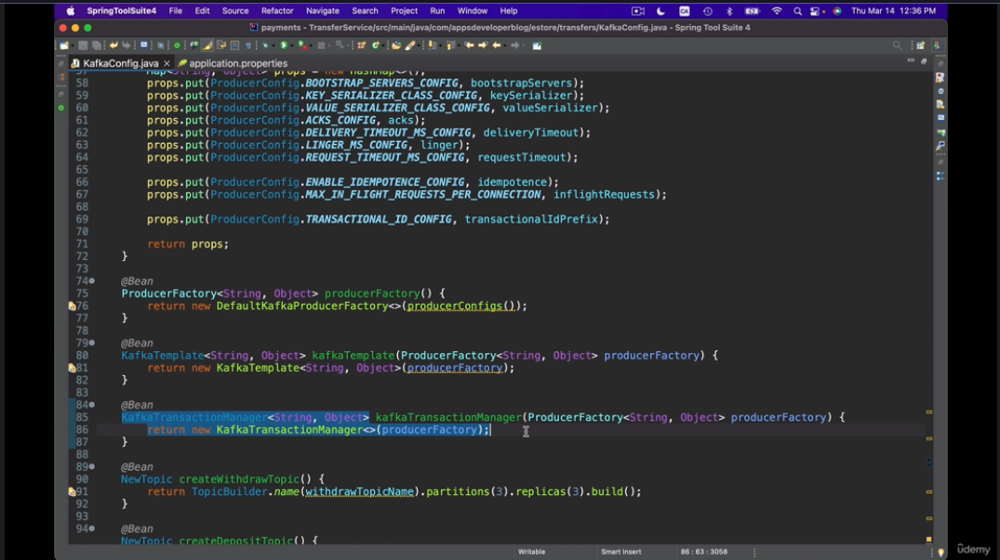 SpringToolSuite4 File Edit Source Refactor Navigate Search Project Run Window Help CA Thu Mar 14 12:36 PM
payments - TransferService/src/main/java/com/appsdeveloperblog/estore/transfers/KafkaConfig.java - Spring Tool Suite 4
KafkaConfig.java application.properties
57 Map<String, Object> props = new HashMap<>();
58 props.put(ProducerConfig.BOOTSTRAP_SERVERS_CONFIG, bootstrapServers);
59 props.put(ProducerConfig.KEY_SERIALIZER_CLASS_CONFIG, keySerializer);
60 props.put(ProducerConfig.VALUE_SERIALIZER_CLASS_CONFIG, valueSerializer);
61 props.put(ProducerConfig.ACKS_CONFIG, acks);
62 props.put(ProducerConfig.DELIVERY_TIMEOUT_MS_CONFIG, deliveryTimeout);
63 props.put(ProducerConfig.LINGER_MS_CONFIG, linger);
64 props.put(ProducerConfig.REQUEST_TIMEOUT_MS_CONFIG, requestTimeout);
65
66 props.put(ProducerConfig.ENABLE_IDEMPOTENCE_CONFIG, idempotence);
67 props.put(ProducerConfig.MAX_IN_FLIGHT_REQUESTS_PER_CONNECTION, inflightRequests);
68
69 props.put(ProducerConfig.TRANSACTIONAL_ID_CONFIG, transactionalIdPrefix);
70
71 return props;
72 }
73
74 @Bean
75 ProducerFactory<String, Object> producerFactory() {
76 return new DefaultKafkaProducerFactory<>(producerConfigs());
77 }
78
79 @Bean
80 KafkaTemplate<String, Object> kafkaTemplate(ProducerFactory<String, Object> producerFactory) {
81 return new KafkaTemplate<String, Object>(producerFactory);
82 }
83
84 @Bean
85 KafkaTransactionManager<String, Object> kafkaTransactionManager(ProducerFactory<String, Object> producerFactory) {
86 return new KafkaTransactionManager<>(producerFactory);
87 }
88
89 @Bean
90 NewTopic createWithdrawTopic() {
91 return TopicBuilder.name(withdrawTopicName).partitions(3).replicas(3).build();
92 }
93
94 @Bean
NewTopic createDepositTopic() {
Writable Smart Insert 86 : 63 : 3058
ûdemy